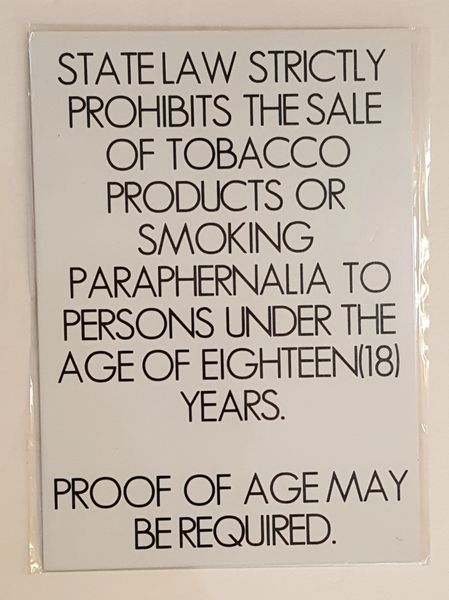 STATE LAW STRICTLY
PROHIBITS THE SALE
OF TOBACCO
PRODUCTS OR
SMOKING
PARAPHERNALIA TO
PERSONS UNDER THE
AGE OF EIGHTEEN(18)
YEARS.
PROOF OF AGE MAY
BE REQUIRED.